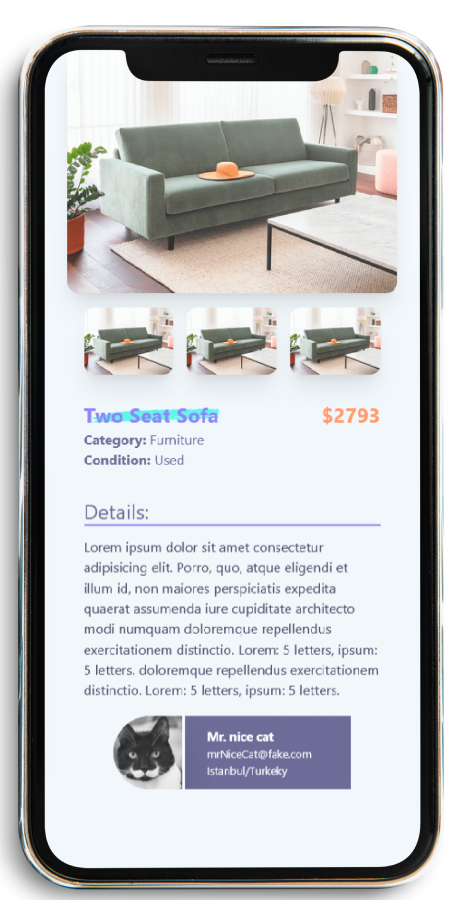 Two Seat Sofa
$2793
Category: Furniture
Condition: Used
Details:
Lorem ipsum dolor sit amet consectetur
adipisicing elit. Porro, quo, atque eligendi et
illum id, non maiores perspiciatis expedita
quaerat assumenda iure cupiditate architecto
modi numquam doloremque repellendus
exercitationem distinctio. Lorem: 5 letters, ipsum:
5 letters. doloremque repellendus exercitationem
distinctio. Lorem: 5 letters, ipsum: 5 letters.
Mr. nice cat
mrNiceCat@fake.com
Istanbul/Turkeky